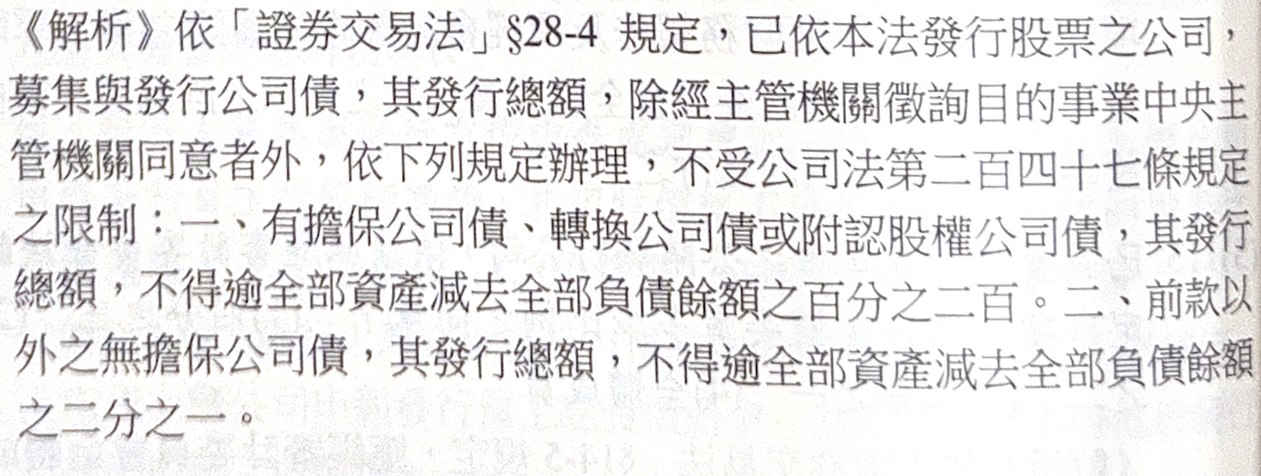 《解析》依「證券交易法」§28-4 規定，已依本法發行股票之公司，
募集與發行公司債，其發行總額，除經主管機關徵詢目的事業中央主
管機關同意者外，依下列規定辦理，不受公司法第二百四十七條規定
之限制：一、有擔保公司債、轉換公司債或附認股權公司債，其發行
總額，不得逾全部資產減去全部負債餘額之百分之二百。二、前款以
外之無擔保公司債，其發行總額，不得逾全部資產減去全部負債餘額
之二分之一。